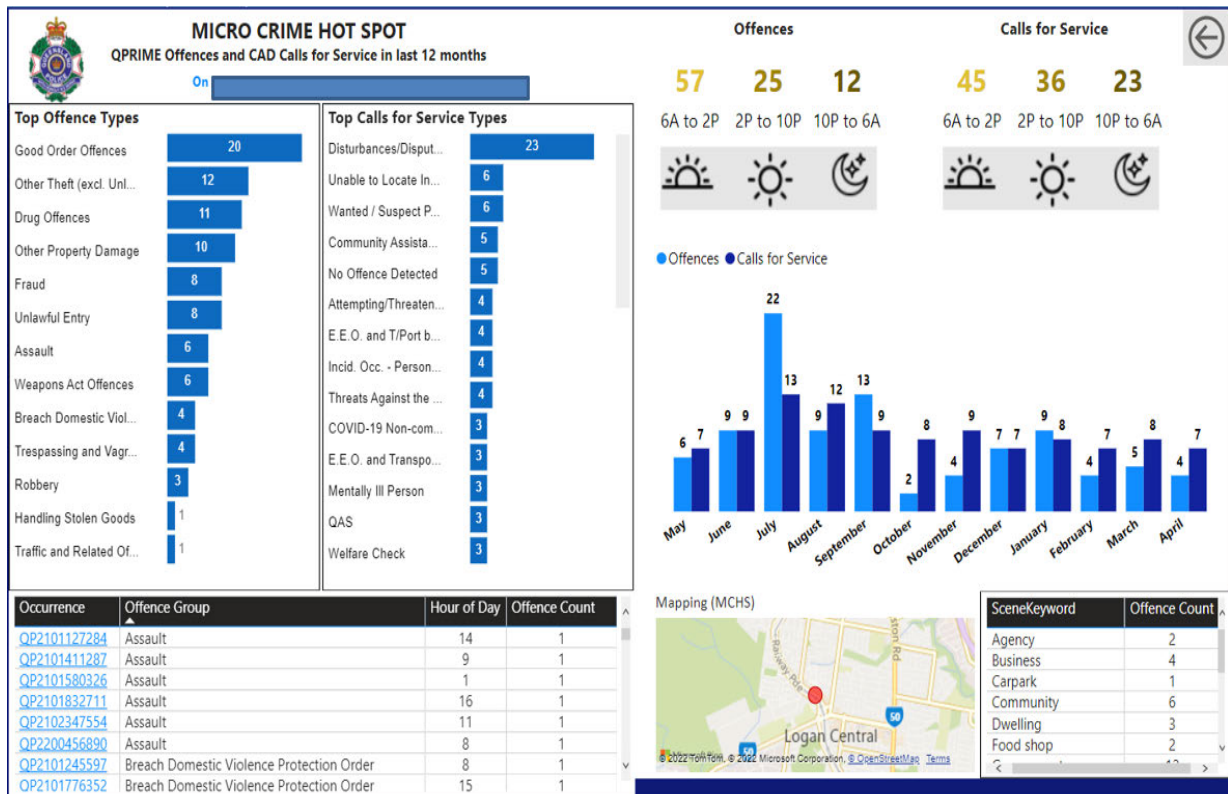 MICRO CRIME HOT SPOT
QPRIME Offences and CAD Calls for Service in last 12 months
On
Offences
57 25 12
6A to 2P 2P to 10P 10P to 6A
Calls for Service
45 36 23
6A to 2P 2P to 10P 10P to 6A
Top Offence Types
Good Order Offences 20
Other Theft (excl. Unl... 12
Drug Offences 11
Other Property Damage 10
Fraud 8
Unlawful Entry 8
Assault 6
Weapons Act Offences 6
Breach Domestic Viol... 4
Trespassing and Vagr... 4
Robbery 3
Handling Stolen Goods 1
Traffic and Related Of... 1
Top Calls for Service Types
Disturbances/Disput... 23
Unable to Locate In... 6
Wanted / Suspect P... 6
Community Assista... 5
No Offence Detected 5
Attempting/Threaten... 4
E.E.O. and T/Port b... 4
Incid. Occ. - Person... 4
Threats Against the ... 4
COVID-19 Non-com... 3
E.E.O. and Transpo... 3
Mentally Ill Person 3
QAS 3
Welfare Check 3
Offences Calls for Service
6 7 9 9 22 13 9 12 13 9 2 8 4 9 7 7 9 8 4 7 5 8 4 7
May June July August September October November December January February March April
Occurrence Offence Group Hour of Day Offence Count
QP2101127284 Assault 14 1
QP2101411287 Assault 9 1
QP2101580326 Assault 1 1
QP2101832711 Assault 16 1
QP2102347554 Assault 11 1
QP2200456890 Assault 8 1
QP2101245597 Breach Domestic Violence Protection Order 8 1
QP2101776352 Breach Domestic Violence Protection Order 15 1
Mapping (MCHS)
Railway Pde
ston Rd
50
Logan Central
50
© 2022 TomTom, © 2022 Microsoft Corporation, © OpenStreetMap Terms
SceneKeyword Offence Count
Agency 2
Business 4
Carpark 1
Community 6
Dwelling 3
Food shop 2